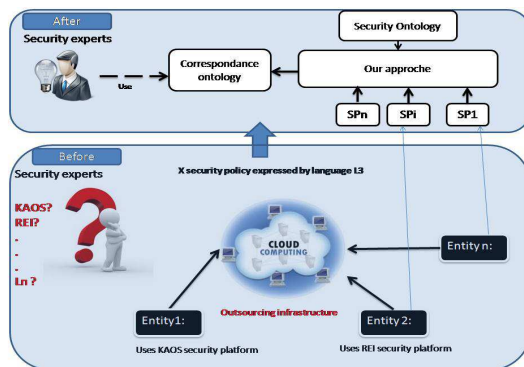 After
Security experts
Use
Correspondance
ontology
Security Ontology
Our approche
SPn
SPi
SP1
Before
Security experts
X security policy expressed by language L3
KAOS?
REI?
.
.
.
Ln ?
CLOUD
COMPUTING
Entity n:
Entity1:
Outsourcing infrastructure
Entity 2:
Uses KAOS security platform
Uses REI security platform